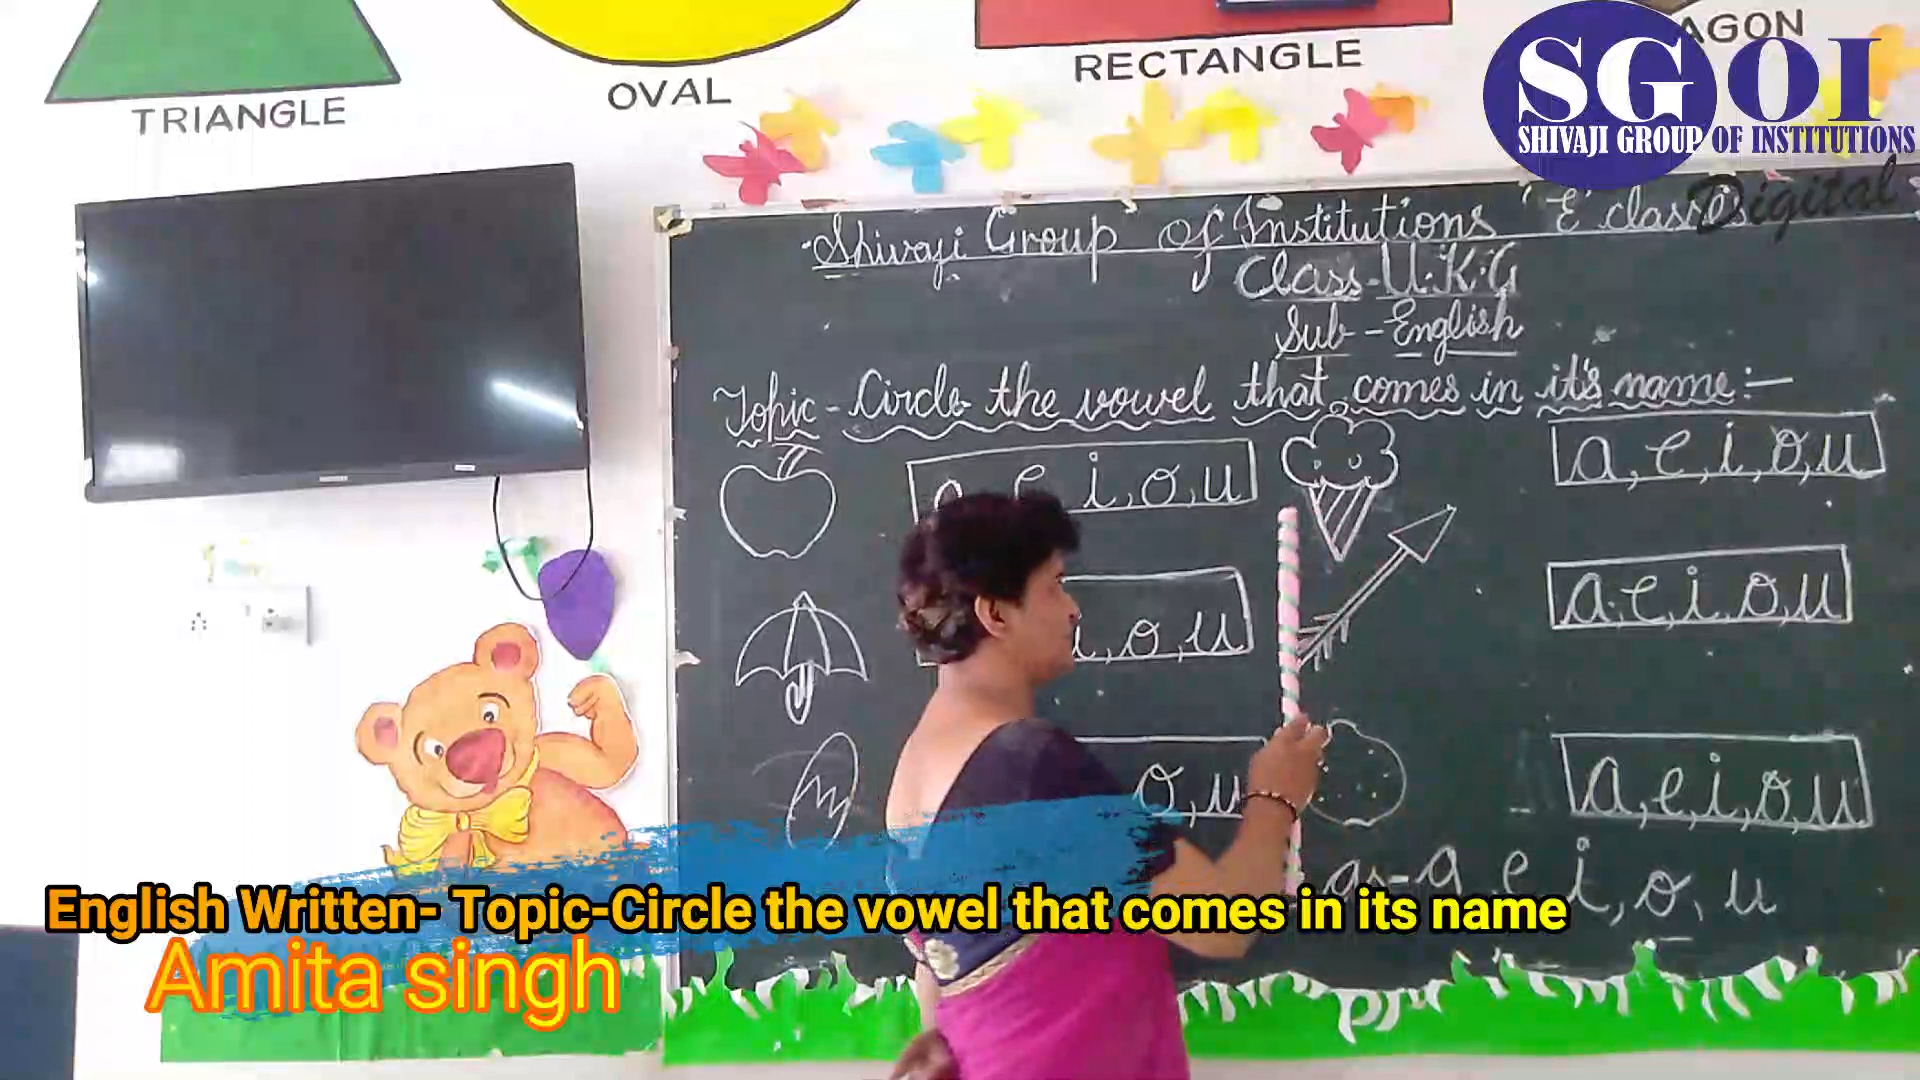 TRIANGLE
OVAL
RECTANGLE
AGON
SGOI
SHIVAJI GROUP OF INSTITUTIONS
Digital
Shivaji Group of Institutions 'E' classes
Class-U.K.G
Sub - English
Topic - Circle the vowel that comes in it's name:-
a e i, o, u
a, e, i, o, u
i, o, u
a, e, i, o, u
o, u
a, e, i, o, u
a e i, o, u
English Written- Topic-Circle the vowel that comes in its name
Amita singh